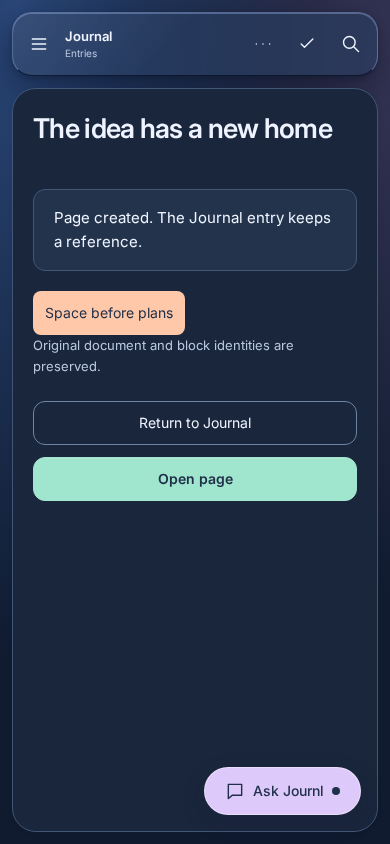 Journal
Entries
The idea has a new home
Page created. The Journal entry keeps
a reference.
Space before plans
Original document and block identities are
preserved.
Return to Journal
Open page
Ask Journl